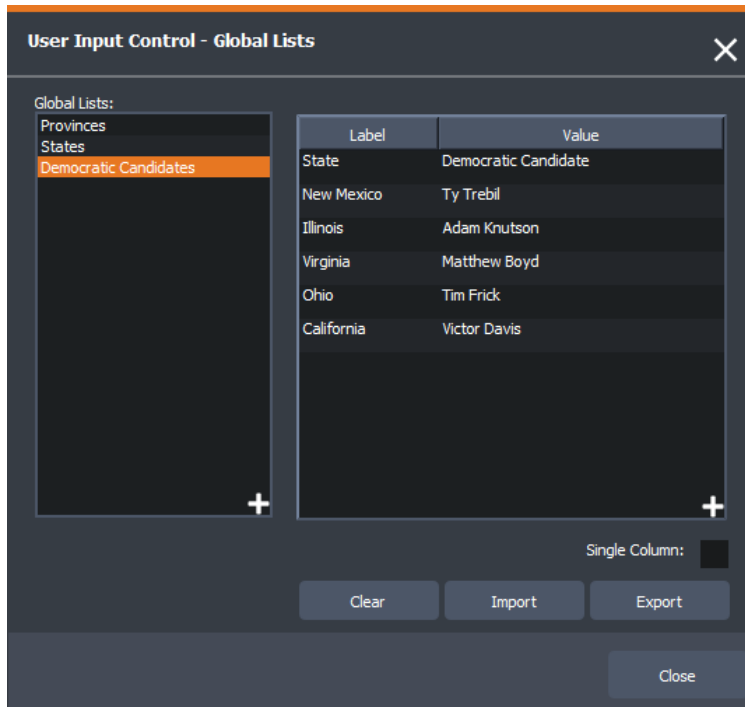 User Input Control - Global Lists
Global Lists:
Provinces
States
Democratic Candidates
Label Value
State Democratic Candidate
New Mexico Ty Trebil
Illinois Adam Knutson
Virginia Matthew Boyd
Ohio Tim Frick
California Victor Davis
Single Column:
Clear Import Export
Close